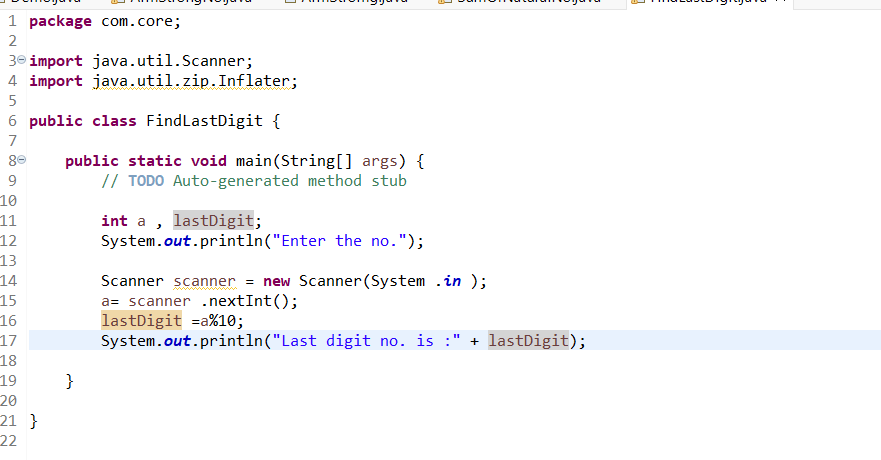 1 package com.core;
2
3 import java.util.Scanner;
4 import java.util.zip.Inflater;
5
6 public class FindLastDigit {
7
8     public static void main(String[] args) {
9         // TODO Auto-generated method stub
10
11         int a , lastDigit;
12         System.out.println("Enter the no.");
13
14         Scanner scanner = new Scanner(System .in );
15         a= scanner .nextInt();
16         lastDigit =a%10;
17         System.out.println("Last digit no. is :" + lastDigit);
18
19     }
20
21 }
22